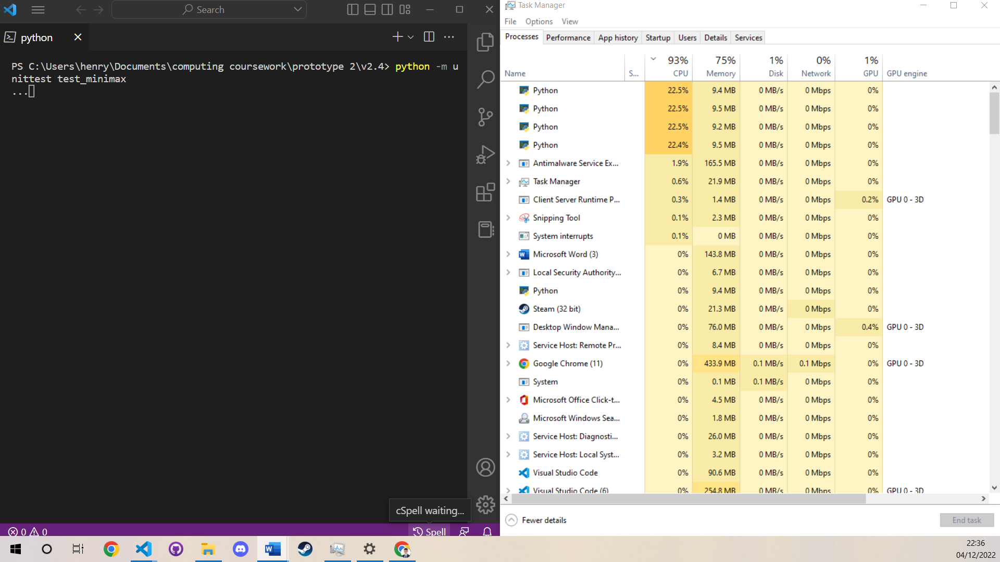 Search
python
PS C:\Users\henry\Documents\computing coursework\prototype 2\v2.4> python -m u
nittest test_minimax
...
cSpell waiting...
0 0
Spell
Task Manager
File Options View
Processes Performance App history Startup Users Details Services
93% 75% 1% 0% 1%
Name S... CPU Memory Disk Network GPU GPU engine
Python 22.5% 9.4 MB 0 MB/s 0 Mbps 0%
Python 22.5% 9.5 MB 0 MB/s 0 Mbps 0%
Python 22.5% 9.2 MB 0 MB/s 0 Mbps 0%
Python 22.4% 9.5 MB 0 MB/s 0 Mbps 0%
Antimalware Service Ex... 1.9% 165.5 MB 0 MB/s 0 Mbps 0%
Task Manager 0.6% 21.9 MB 0 MB/s 0 Mbps 0%
Client Server Runtime P... 0.3% 1.4 MB 0 MB/s 0 Mbps 0.2% GPU 0 - 3D
Snipping Tool 0.1% 2.3 MB 0 MB/s 0 Mbps 0%
System interrupts 0.1% 0 MB 0 MB/s 0 Mbps 0%
Microsoft Word (3) 0% 143.8 MB 0 MB/s 0 Mbps 0%
Local Security Authority... 0% 6.7 MB 0 MB/s 0 Mbps 0%
Python 0% 9.4 MB 0 MB/s 0 Mbps 0%
Steam (32 bit) 0% 21.3 MB 0 MB/s 0 Mbps 0%
Desktop Window Mana... 0% 76.0 MB 0 MB/s 0 Mbps 0.4% GPU 0 - 3D
Service Host: Remote Pr... 0% 8.4 MB 0 MB/s 0 Mbps 0%
Google Chrome (11) 0% 433.9 MB 0.1 MB/s 0.1 Mbps 0% GPU 0 - 3D
System 0% 0.1 MB 0.1 MB/s 0 Mbps 0%
Microsoft Office Click-t... 0% 4.5 MB 0 MB/s 0 Mbps 0%
Microsoft Windows Sea... 0% 1.8 MB 0 MB/s 0 Mbps 0%
Service Host: Diagnosti... 0% 26.0 MB 0 MB/s 0 Mbps 0%
Service Host: Local Syst... 0% 3.2 MB 0 MB/s 0 Mbps 0%
Visual Studio Code 0% 90.6 MB 0 MB/s 0 Mbps 0%
Visual Studio Code (6) 0% 254.8 MB 0 MB/s 0 Mbps 0% GPU 0 - 3D
Fewer details End task
22:36
04/12/2022